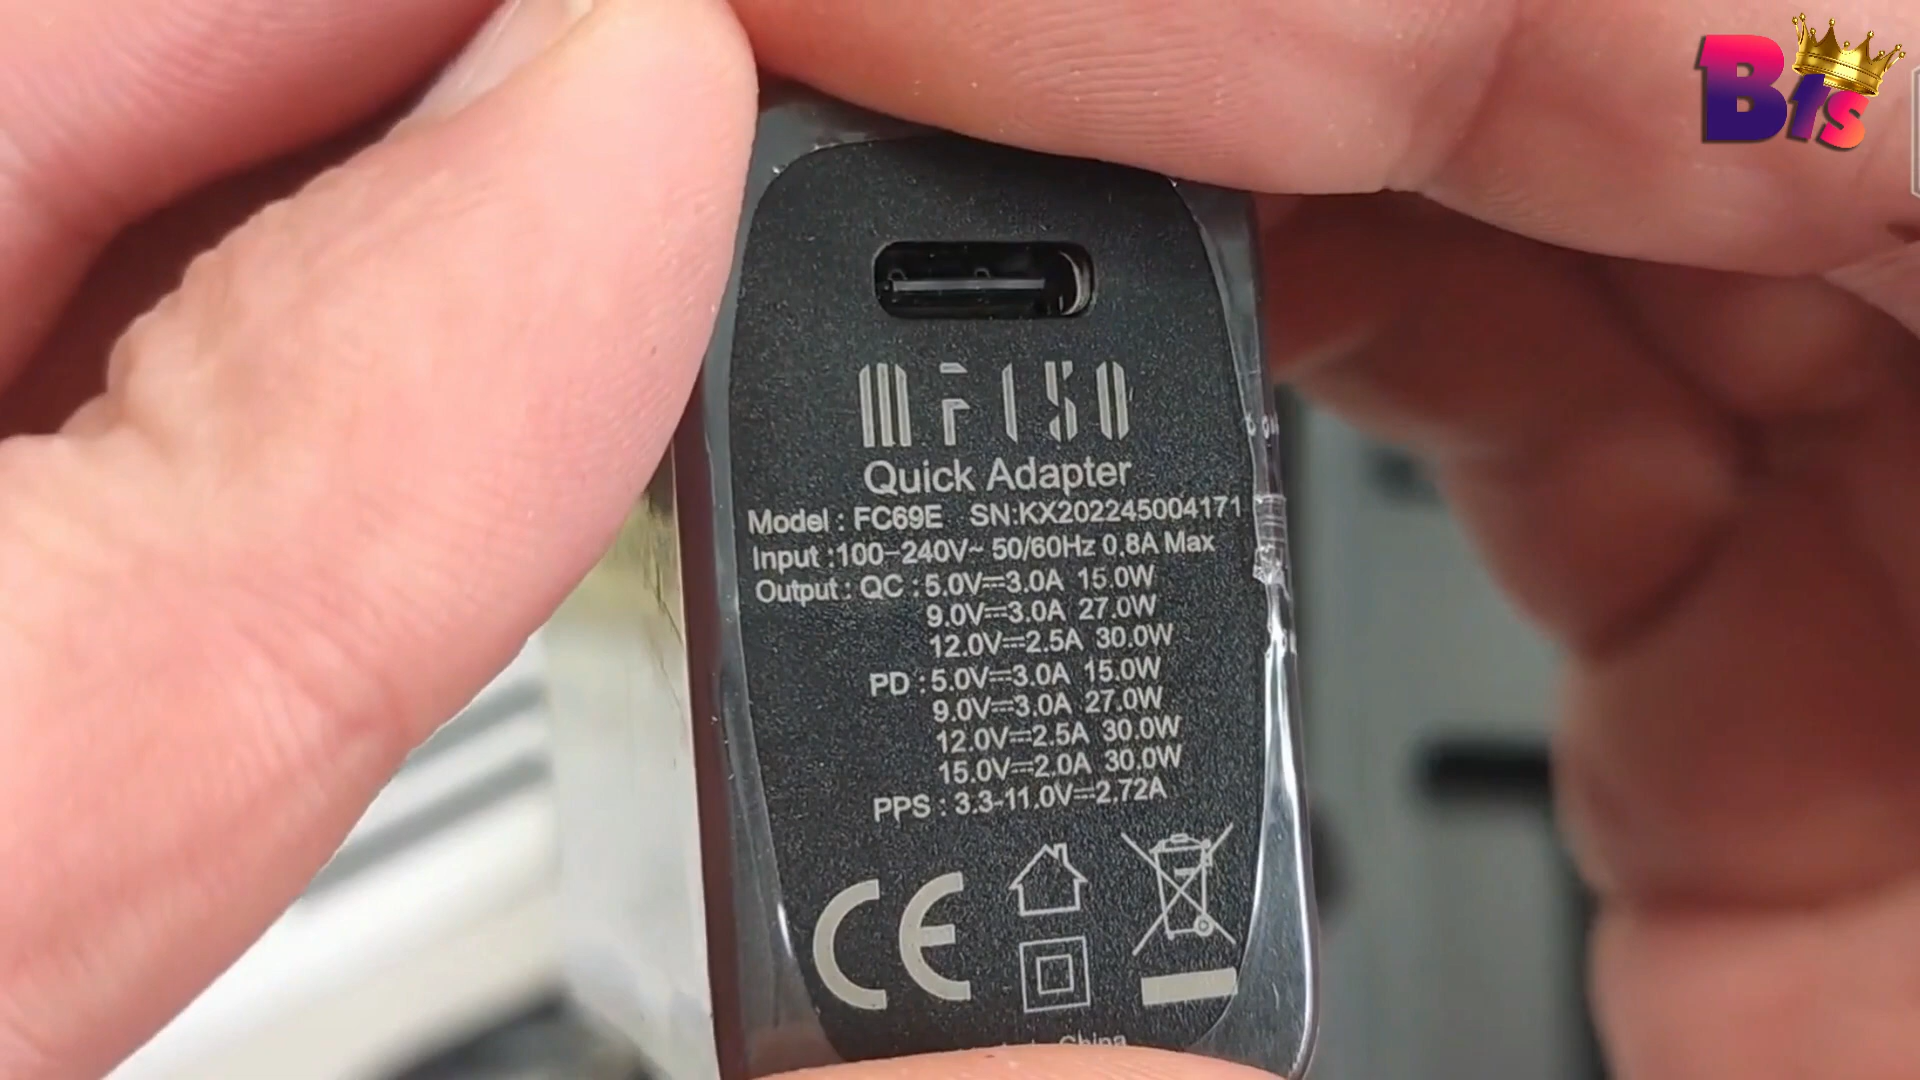 Bts
Quick Adapter
Model : FC69E SN:KX202245004171
Input :100-240V~ 50/60Hz 0.8A Max
Output : QC : 5.0V⎓3.0A 15.0W
9.0V⎓3.0A 27.0W
12.0V⎓2.5A 30.0W
PD : 5.0V⎓3.0A 15.0W
9.0V⎓3.0A 27.0W
12.0V⎓2.5A 30.0W
15.0V⎓2.0A 30.0W
PPS : 3.3-11.0V⎓2.72A
CE
China